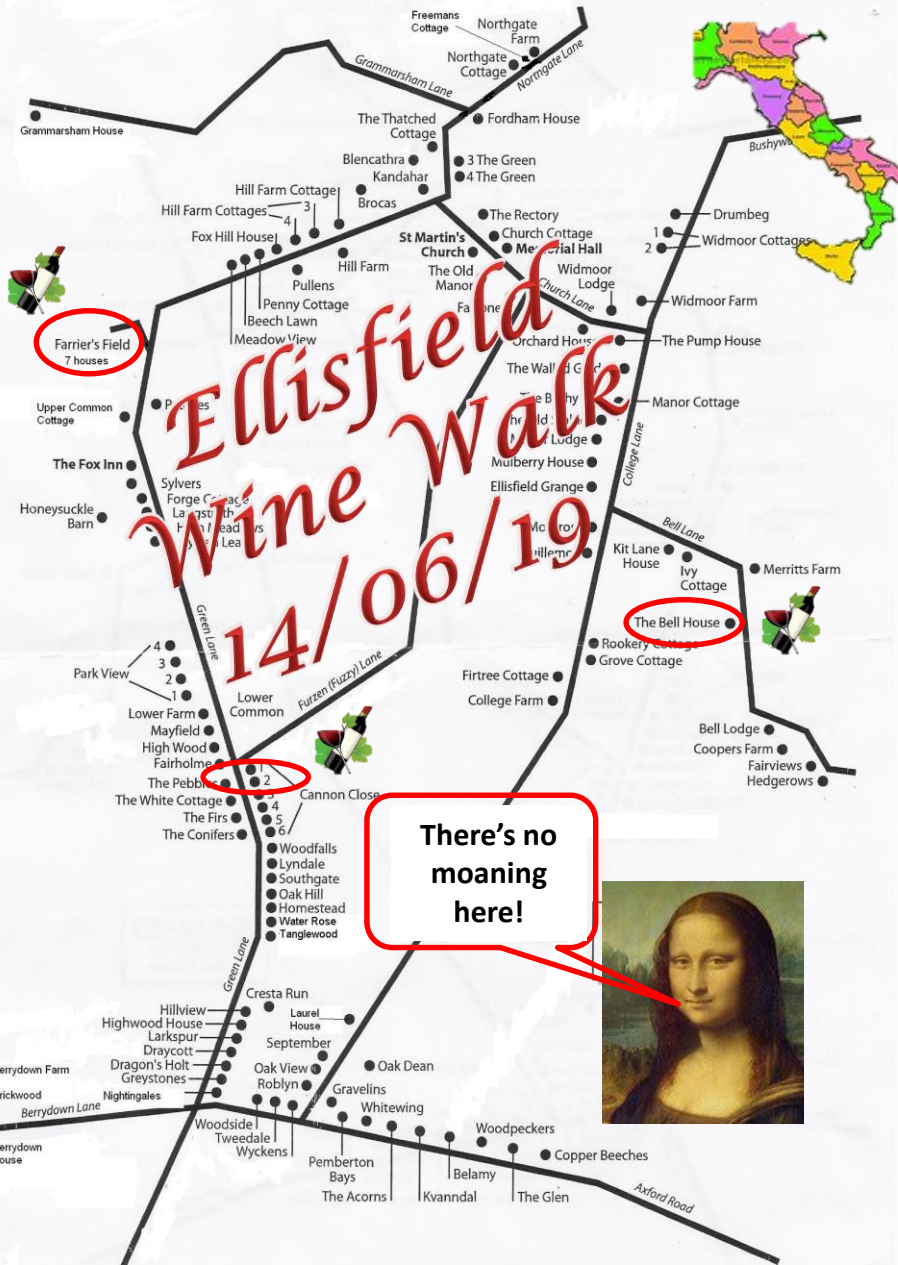 Freemans
Cottage
Northgate
Farm
Northgate
Cottage
Northgate Lane
Grammarsham Lane
Grammarsham House
The Thatched
Cottage
Fordham House
Blencathra
3 The Green
Kandahar
4 The Green
Bushyw
Hill Farm Cottage
Brocas
Hill Farm Cottages
3
4
Fox Hill House
The Rectory
Church Cottage
Memorial Hall
St Martin's
Church
Drumbeg
1
2
Widmoor Cottages
Hill Farm
Pullens
Penny Cottage
Beech Lawn
Meadow View
The Old
Manor
Widmoor
Lodge
Church Lane
Widmoor Farm
Farrier's Field
7 houses
Orchard House
The Pump House
Ellisfield
Wine Walk
14/06/19
Upper Common
Cottage
Manor Cottage
Lodge
The Fox Inn
Mulberry House
College Lane
Sylvers
Ellisfield Grange
Honeysuckle
Barn
Bell Lane
Kit Lane
House
Ivy
Cottage
Merritts Farm
The Bell House
Rookery Cottage
Grove Cottage
Green Lane
Park View
4
3
2
1
Furzen (Fuzzy) Lane
Firtree Cottage
College Farm
Lower
Common
Lower Farm
Mayfield
High Wood
Fairholme
The Pebbles
The White Cottage
The Firs
The Conifers
1
2
3
4
5
6
Cannon Close
Bell Lodge
Coopers Farm
Fairviews
Hedgerows
Woodfalls
Lyndale
Southgate
Oak Hill
Homestead
Water Rose
Tanglewood
There's no
moaning
here!
Green Lane
Cresta Run
Hillview
Highwood House
Larkspur
Draycott
Dragon's Holt
Greystones
Nightingales
Laurel
House
September
Oak View
Roblyn
Oak Dean
Gravelins
Whitewing
errydown Farm
rickwood
Berrydown Lane
errydown
ouse
Woodside
Tweedale
Wyckens
Pemberton
Bays
The Acorns
Kvanndal
Belamy
Woodpeckers
The Glen
Copper Beeches
Axford Road